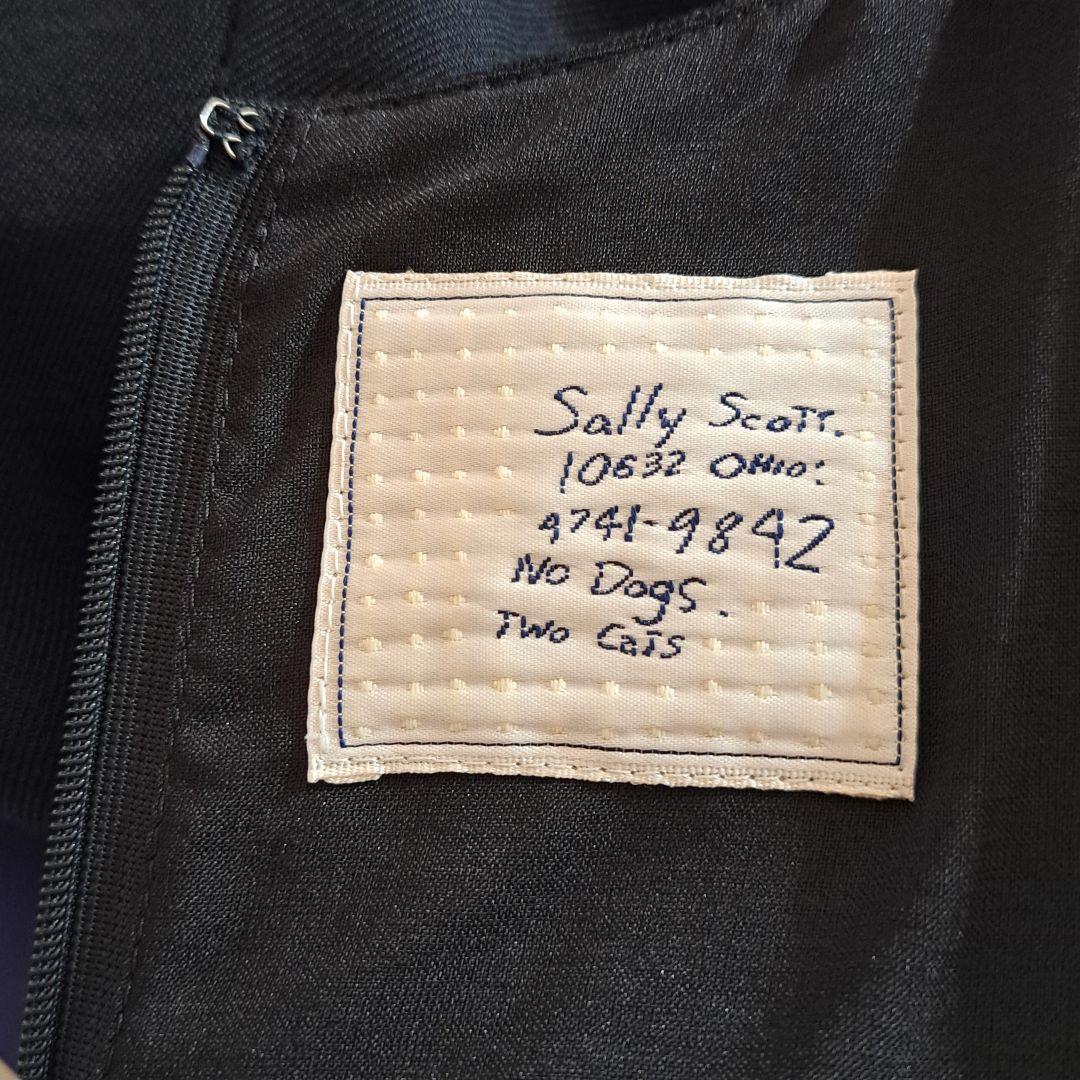 Sally Scott.
10632 OHIO:
4741-9842
No Dogs.
Two Cats